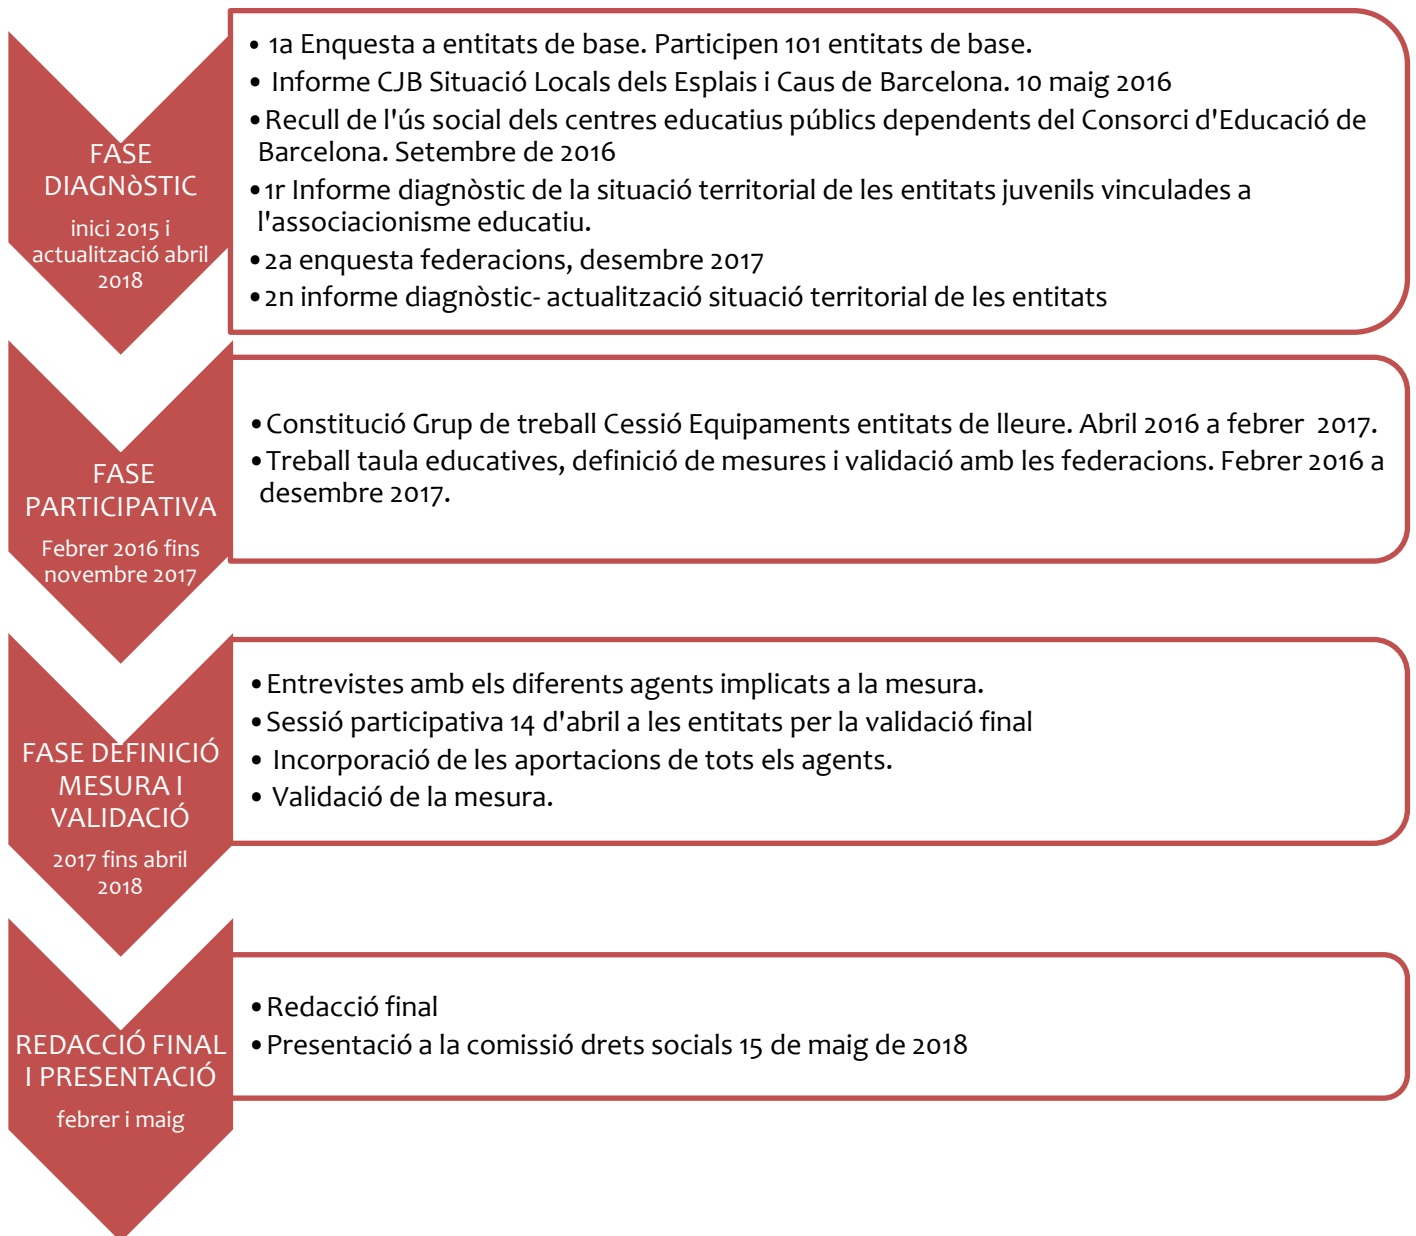 FASE
DIAGNòSTIC
inici 2015 i
actualització abril
2018
• 1a Enquesta a entitats de base. Participen 101 entitats de base.
• Informe CJB Situació Locals dels Esplais i Caus de Barcelona. 10 maig 2016
•Recull de l'ús social dels centres educatius públics dependents del Consorci d'Educació de
Barcelona. Setembre de 2016
•1r Informe diagnòstic de la situació territorial de les entitats juvenils vinculades a
l'associacionisme educatiu.
•2a enquesta federacions, desembre 2017
•2n informe diagnòstic- actualització situació territorial de les entitats
FASE
PARTICIPATIVA
Febrer 2016 fins
novembre 2017
•Constitució Grup de treball Cessió Equipaments entitats de lleure. Abril 2016 a febrer 2017.
•Treball taula educatives, definició de mesures i validació amb les federacions. Febrer 2016 a
desembre 2017.
FASE DEFINICIÓ
MESURA I
VALIDACIÓ
2017 fins abril
2018
•Entrevistes amb els diferents agents implicats a la mesura.
•Sessió participativa 14 d'abril a les entitats per la validació final
• Incorporació de les aportacions de tots els agents.
• Validació de la mesura.
REDACCIÓ FINAL
I PRESENTACIÓ
febrer i maig
•Redacció final
•Presentació a la comissió drets socials 15 de maig de 2018